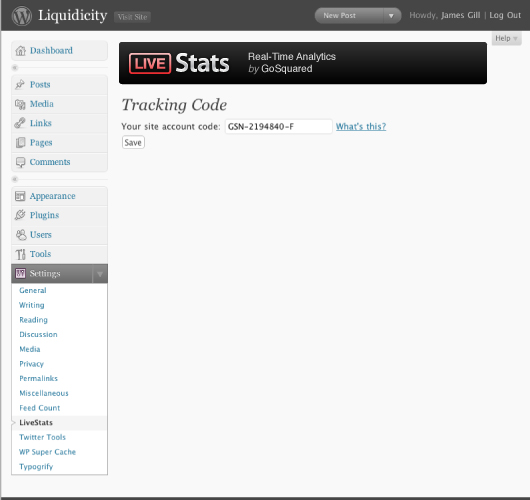 Liquidicity Visit Site New Post Howdy, James Gill | Log Out
Help
Dashboard
LIVE Stats
Real-Time Analytics
by GoSquared
Posts
Media
Links
Pages
Comments
Appearance
Plugins
Users
Tools
Settings
General
Writing
Reading
Discussion
Media
Privacy
Permalinks
Miscellaneous
Feed Count
LiveStats
Twitter Tools
WP Super Cache
Typogrify
Tracking Code
Your site account code: GSN-2194840-F What's this?
Save